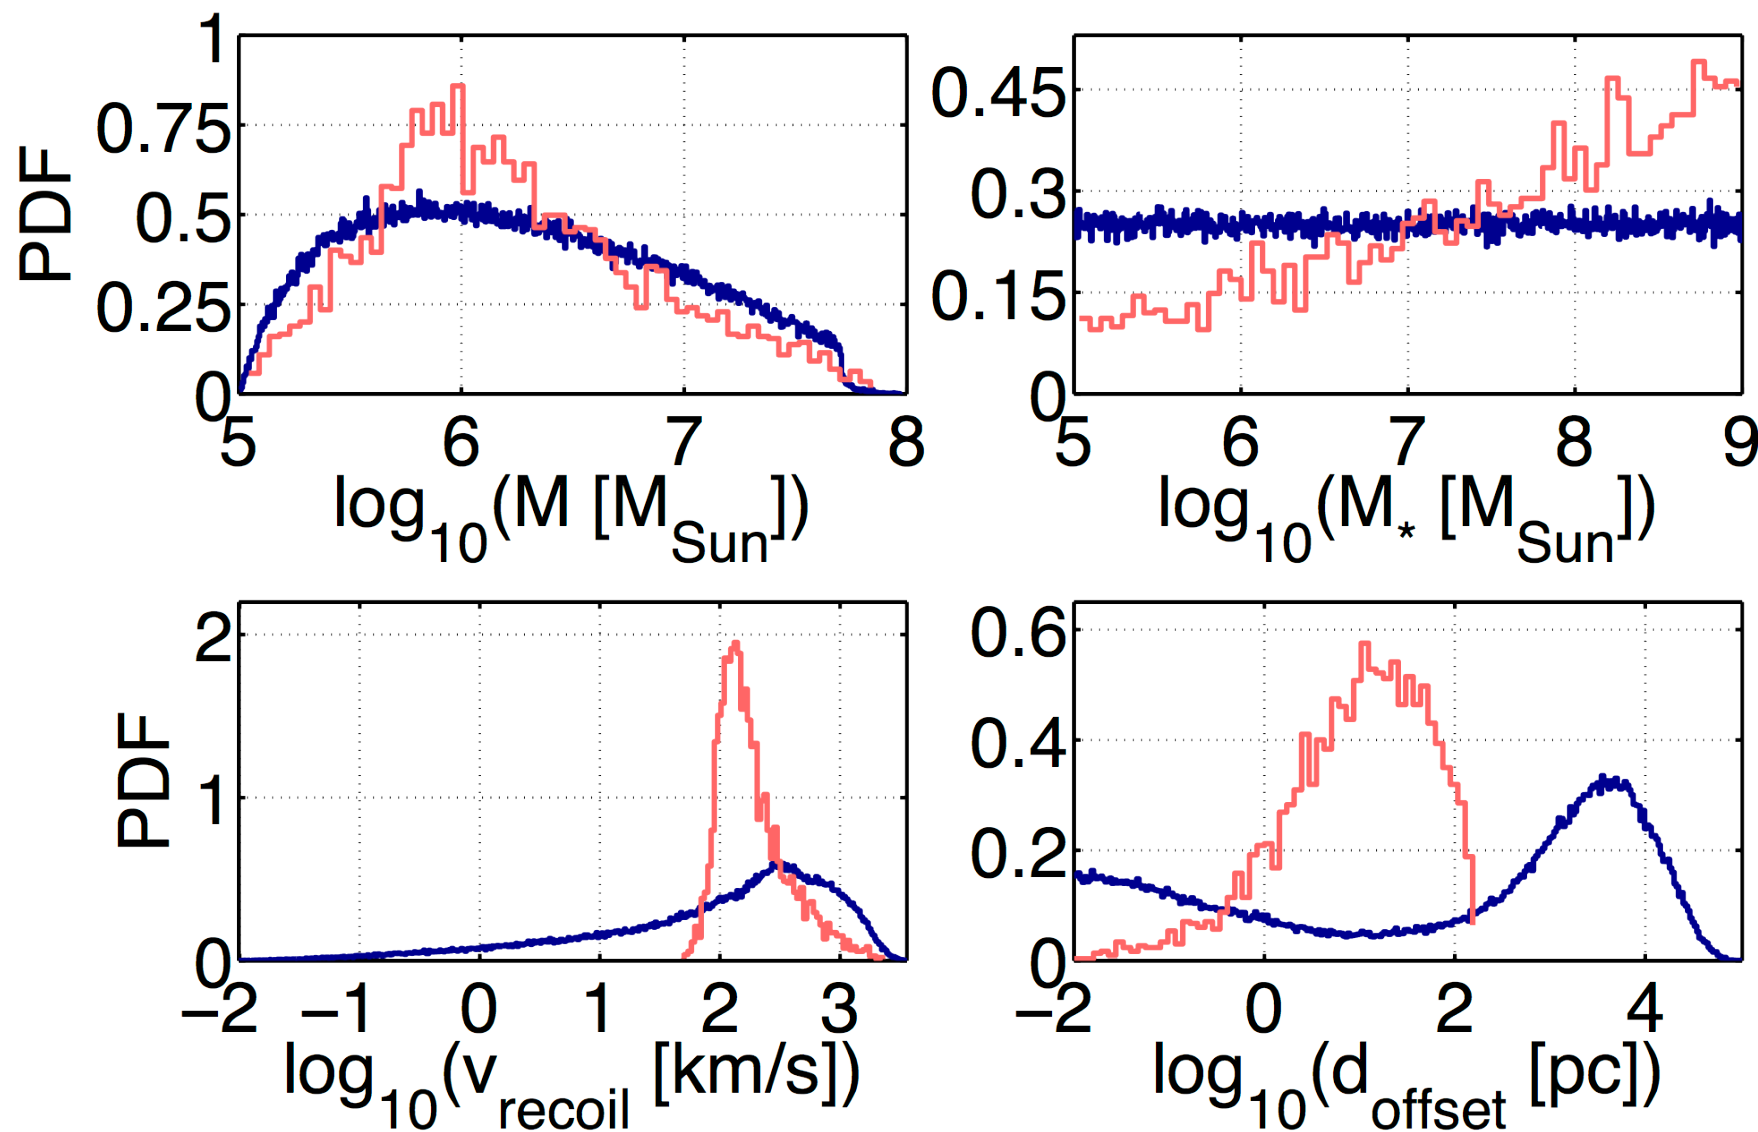 1
0.75
0.5
0.25
0
PDF
5 6 7 8
log10(M [MSun])
0.45
0.3
0.15
0
5 6 7 8 9
log10(M* [MSun])
2
1
0
PDF
−2 −1 0 1 2 3
log10(vrecoil [km/s])
0.6
0.4
0.2
0
−2 0 2 4
log10(doffset [pc])